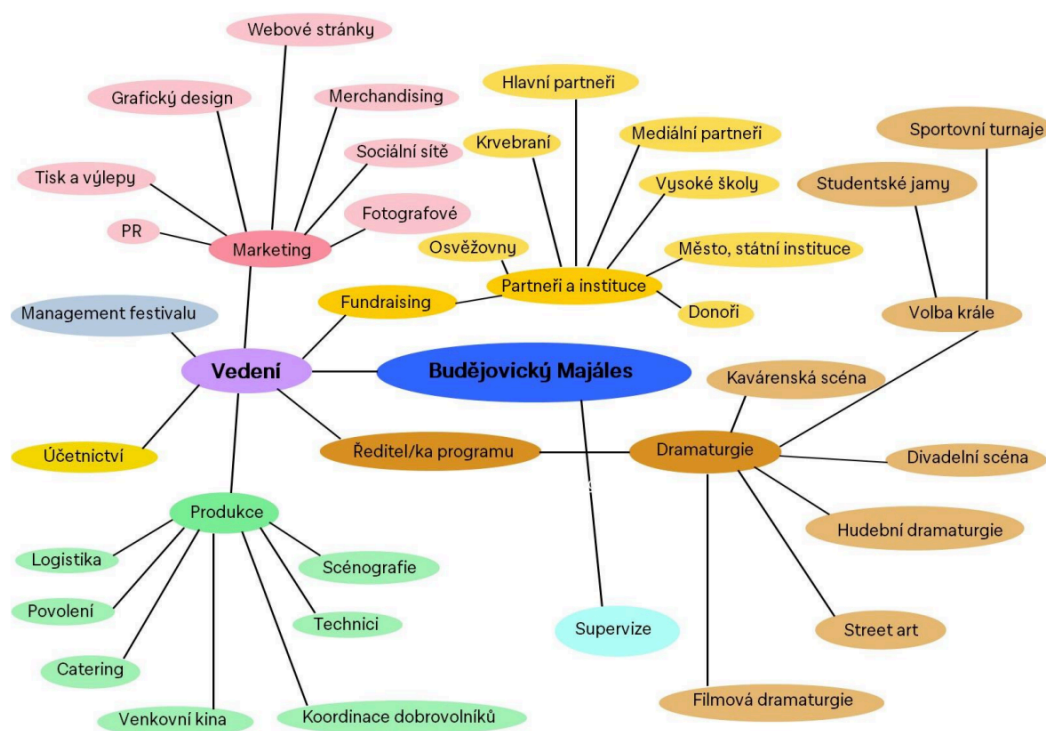 Webové stránky
Hlavní partneři
Grafický design
Merchandising
Sportovní turnaje
Krvebraní
Mediální partneři
Sociální sítě
Tisk a výlepy
Vysoké školy
Studentské jamy
Fotografové
PR
Marketing
Osvěžovny
Město, státní instituce
Partneři a instituce
Fundraising
Management festivalu
Donoři
Volba krále
Vedení
Budějovický Majáles
Kavárenská scéna
Účetnictví
Ředitel/ka programu
Dramaturgie
Divadelní scéna
Produkce
Hudební dramaturgie
Logistika
Scénografie
Povolení
Technici
Supervize
Street art
Catering
Filmová dramaturgie
Venkovní kina
Koordinace dobrovolníků